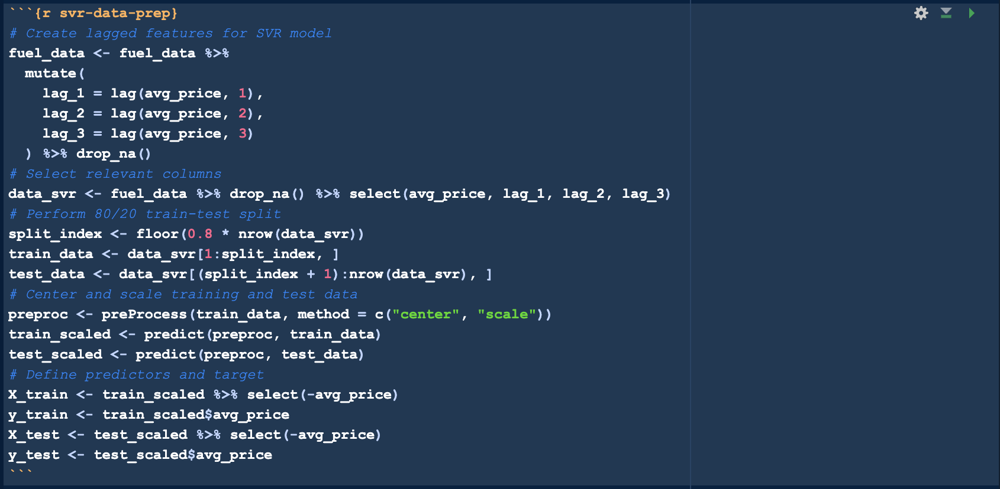 ```{r svr-data-prep}
# Create lagged features for SVR model
fuel_data <- fuel_data %>%
  mutate(
    lag_1 = lag(avg_price, 1),
    lag_2 = lag(avg_price, 2),
    lag_3 = lag(avg_price, 3)
  ) %>% drop_na()
# Select relevant columns
data_svr <- fuel_data %>% drop_na() %>% select(avg_price, lag_1, lag_2, lag_3)
# Perform 80/20 train-test split
split_index <- floor(0.8 * nrow(data_svr))
train_data <- data_svr[1:split_index, ]
test_data <- data_svr[(split_index + 1):nrow(data_svr), ]
# Center and scale training and test data
preproc <- preProcess(train_data, method = c("center", "scale"))
train_scaled <- predict(preproc, train_data)
test_scaled <- predict(preproc, test_data)
# Define predictors and target
X_train <- train_scaled %>% select(-avg_price)
y_train <- train_scaled$avg_price
X_test <- test_scaled %>% select(-avg_price)
y_test <- test_scaled$avg_price
```